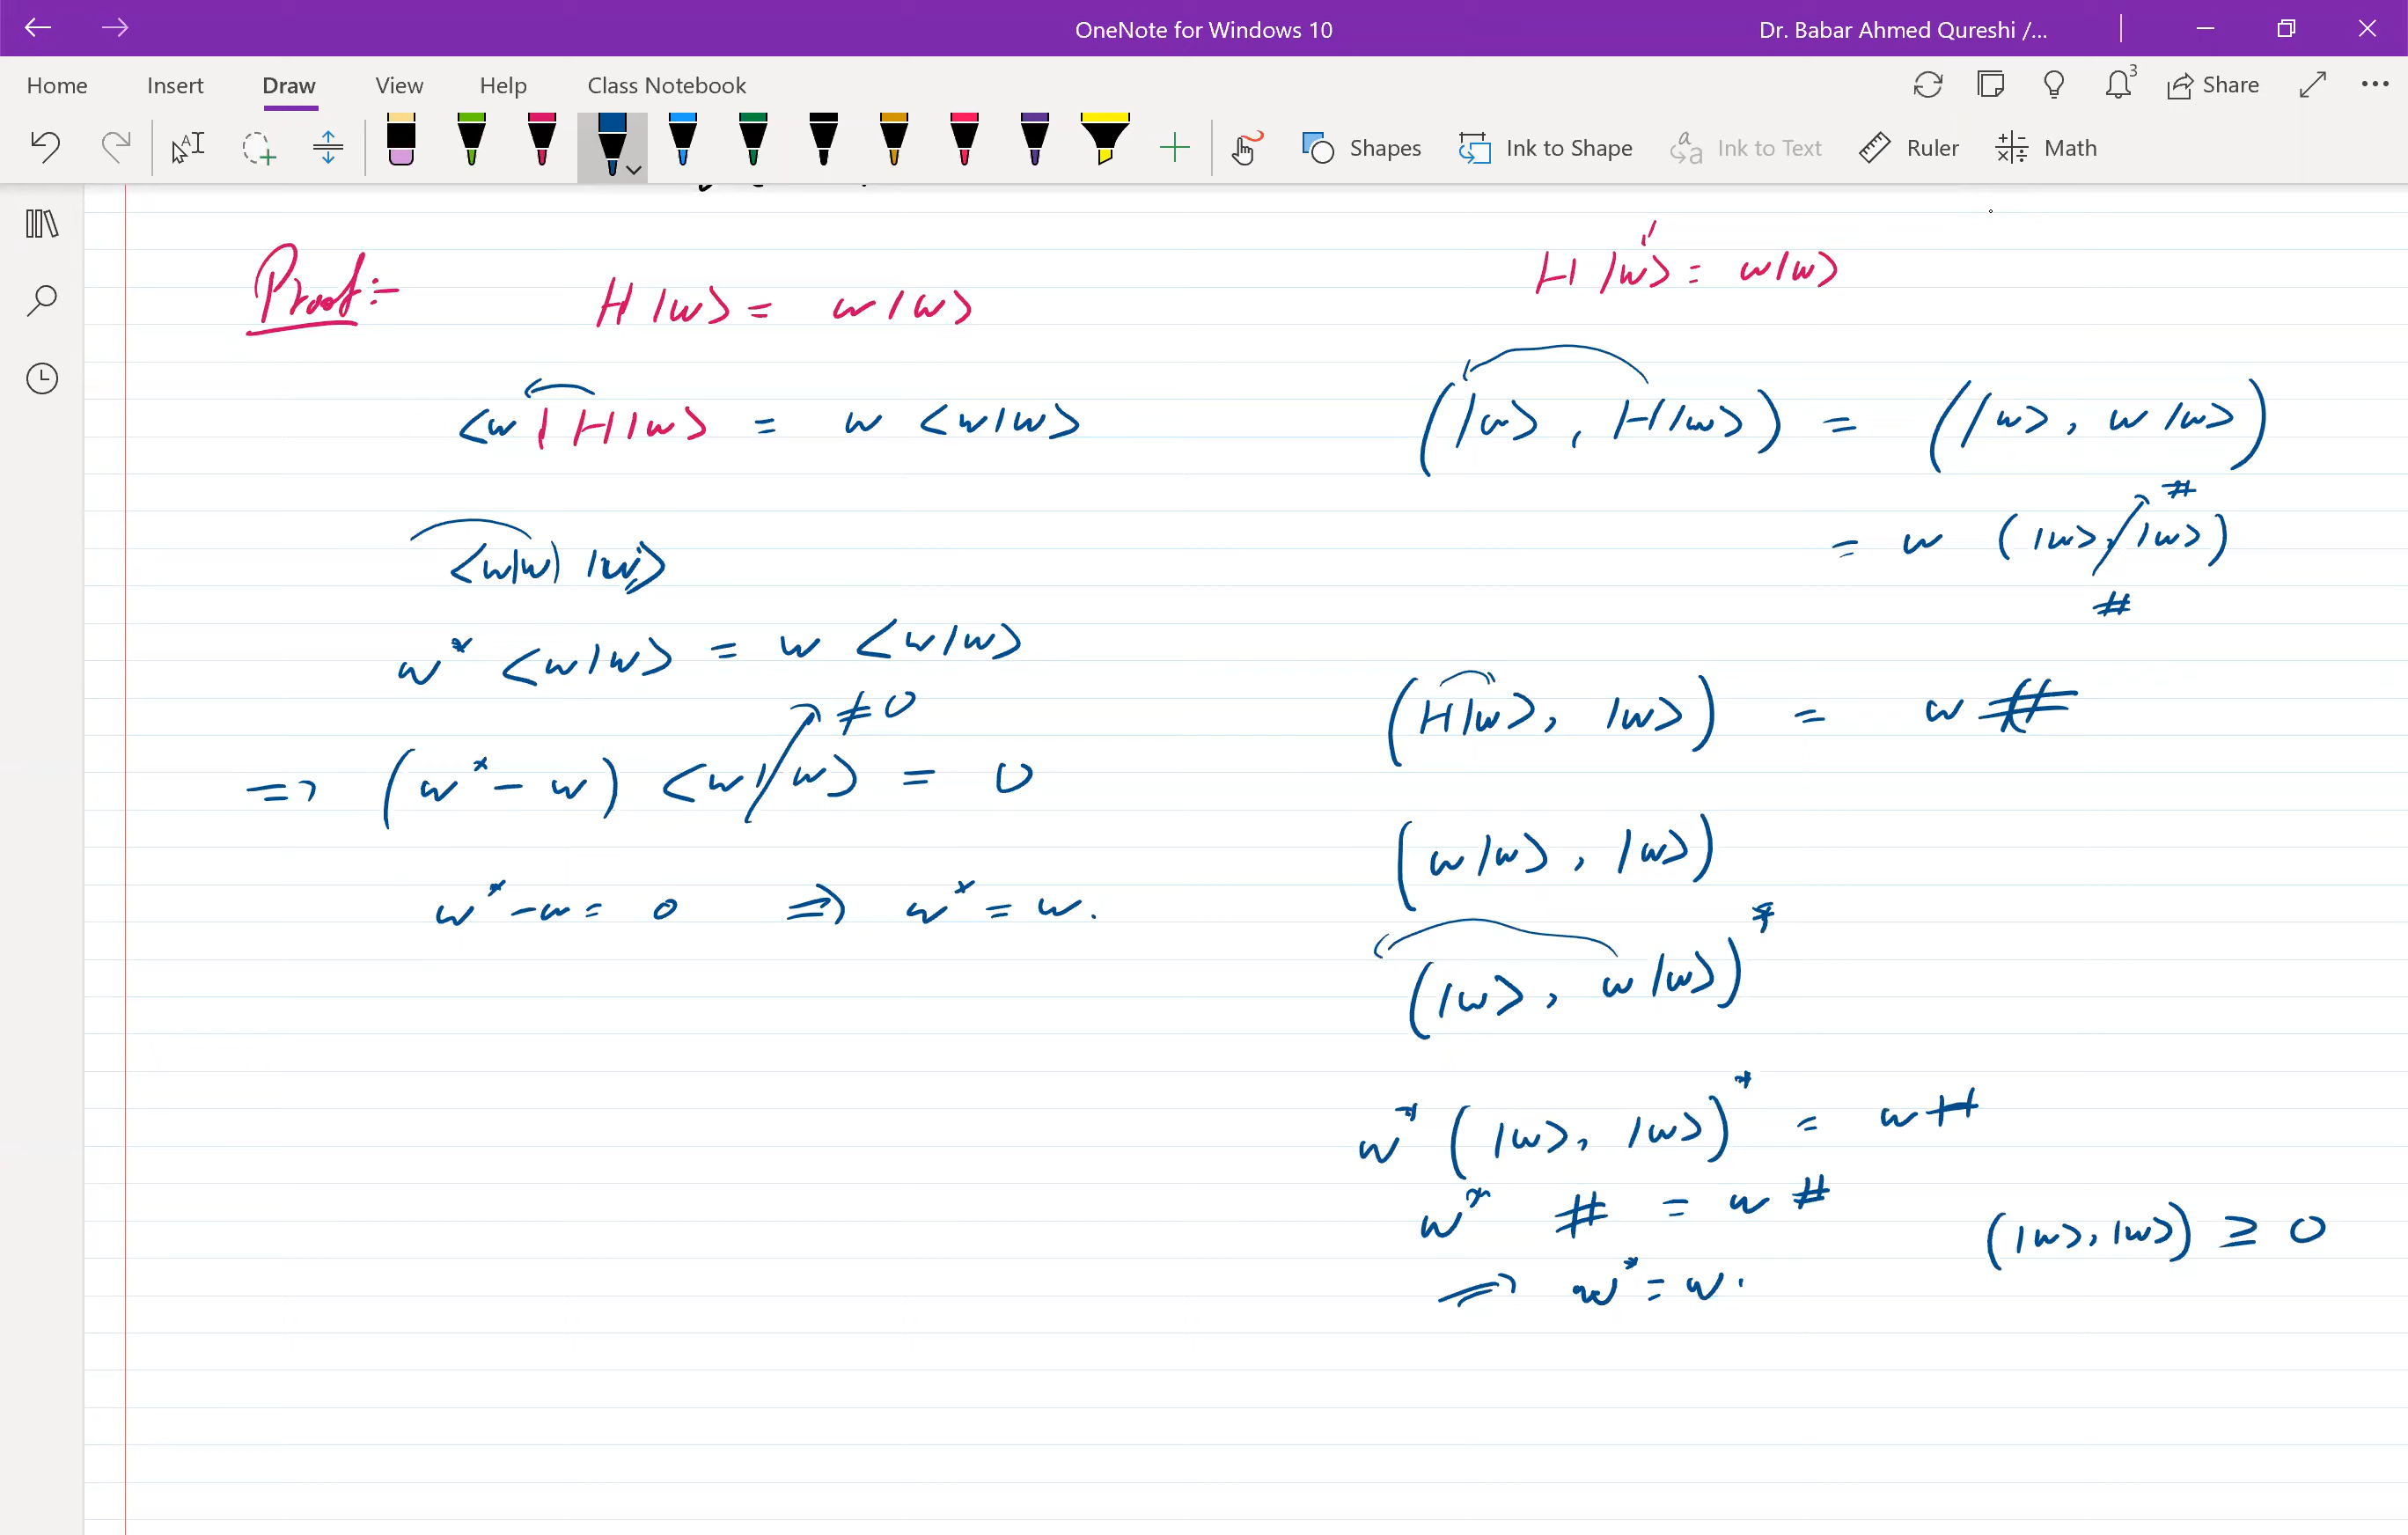 OneNote for Windows 10
Dr. Babar Ahmed Qureshi /...
Home Insert Draw View Help Class Notebook
3 Share
Shapes Ink to Shape Ink to Text Ruler Math
Proof:-
H |w> = w |w>
<w | H |w> = w <w|w>
<w|w) |w>
w* <w|w> = w <w|w>
≠ 0
=> (w* - w) <w|w> = 0
w* - w = 0 => w* = w.
H |w> = w|w>
(|w>, H|w>) = (|w>, w |w>)
#
= w (|w>, |w>)
#
(H|w>, |w>) = w #
(w|w>, |w>)
(|w>, w|w>)*
w* (|w>, |w>)* = w #
w* # = w #
(|w>, |w>) ≥ 0
=> w* = w.